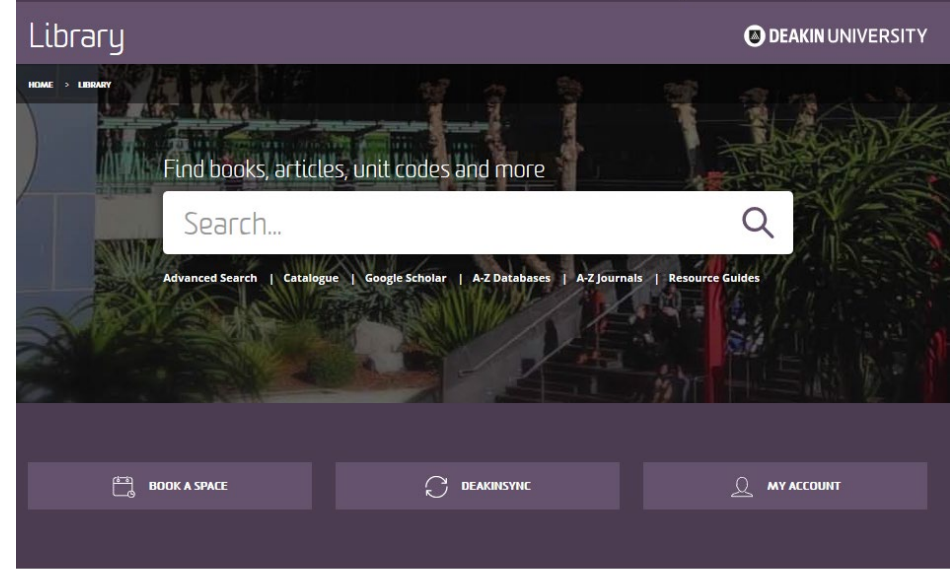 Library
DEAKIN UNIVERSITY
HOME > LIBRARY
Find books, articles, unit codes and more
Search...
Advanced Search | Catalogue | Google Scholar | A-Z Databases | A-Z Journals | Resource Guides
BOOK A SPACE
DEAKINSYNC
MY ACCOUNT